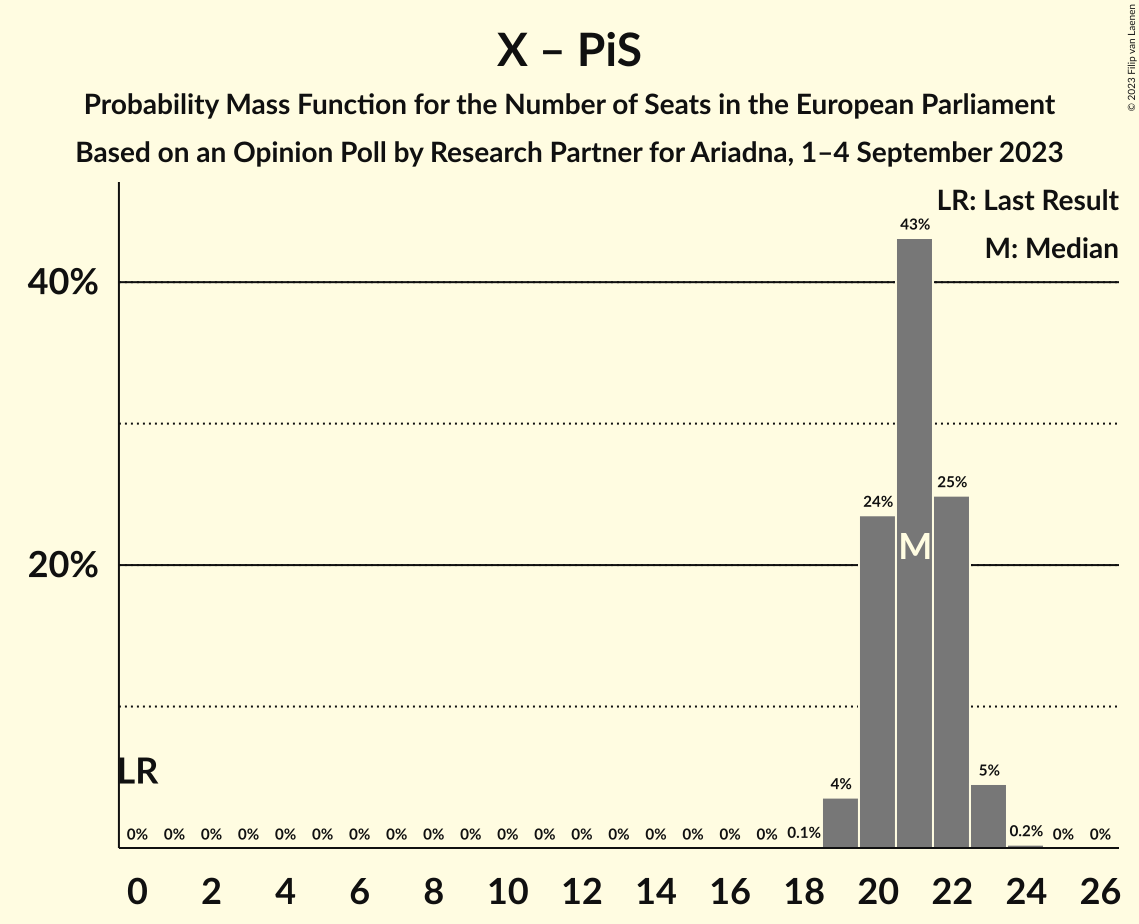 X – PiS
Probability Mass Function for the Number of Seats in the European Parliament
Based on an Opinion Poll by Research Partner for Ariadna, 1–4 September 2023
© 2023 Filip van Laenen
LR: Last Result
M: Median
43%
40%
25%
24%
M
20%
LR
5%
4%
0% 0% 0% 0% 0% 0% 0% 0% 0% 0% 0% 0% 0% 0% 0% 0% 0% 0% 0.1% 0.2% 0% 0%
0 2 4 6 8 10 12 14 16 18 20 22 24 26